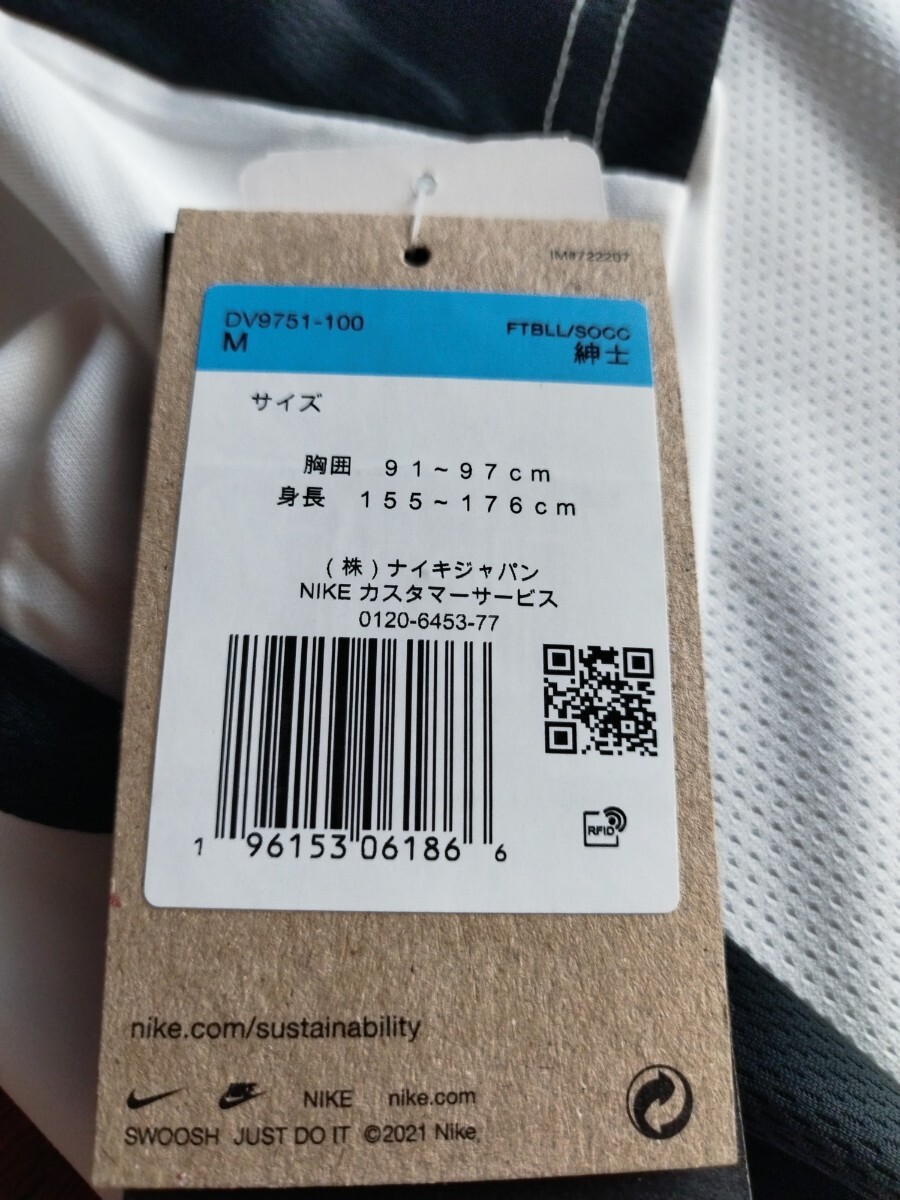 IM#722207
DV9751-100
M
FTBLL/SOCC
紳士
サイズ
胸囲 91~97cm
身長 155~176cm
(株)ナイキジャパン
NIKE カスタマーサービス
0120-6453-77
1 96153 06186 6
RFID
nike.com/sustainability
NIKE nike.com
SWOOSH JUST DO IT ©2021 Nike